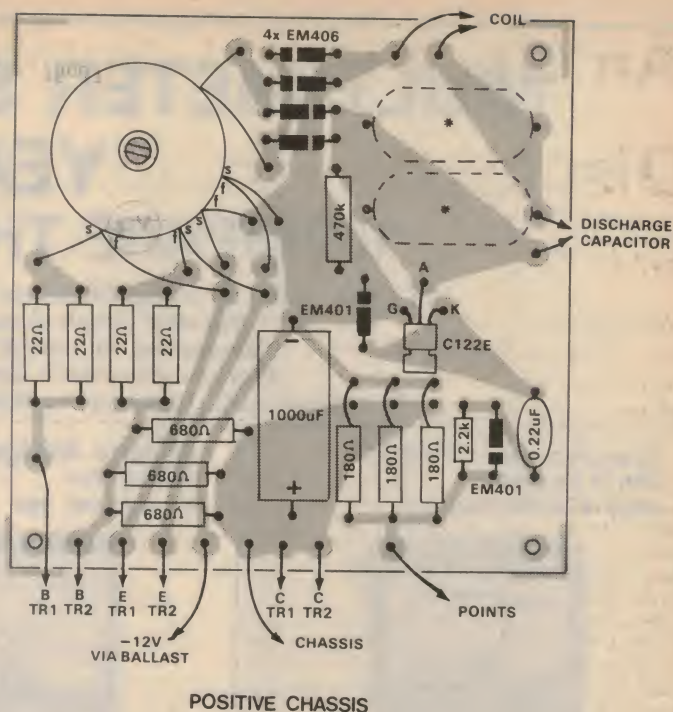 COIL
4x EM406
s
f
s
f
s
f
s
470k
DISCHARGE
CAPACITOR
A
G
K
EM401
C122E
22Ω
22Ω
22Ω
22Ω
−
1000uF
+
680Ω
680Ω
680Ω
180Ω
180Ω
180Ω
2.2k
EM401
0.22uF
*
*
B
TR1
B
TR2
E
TR1
E
TR2
C
TR1
C
TR2
POINTS
−12V
VIA BALLAST
CHASSIS
POSITIVE CHASSIS